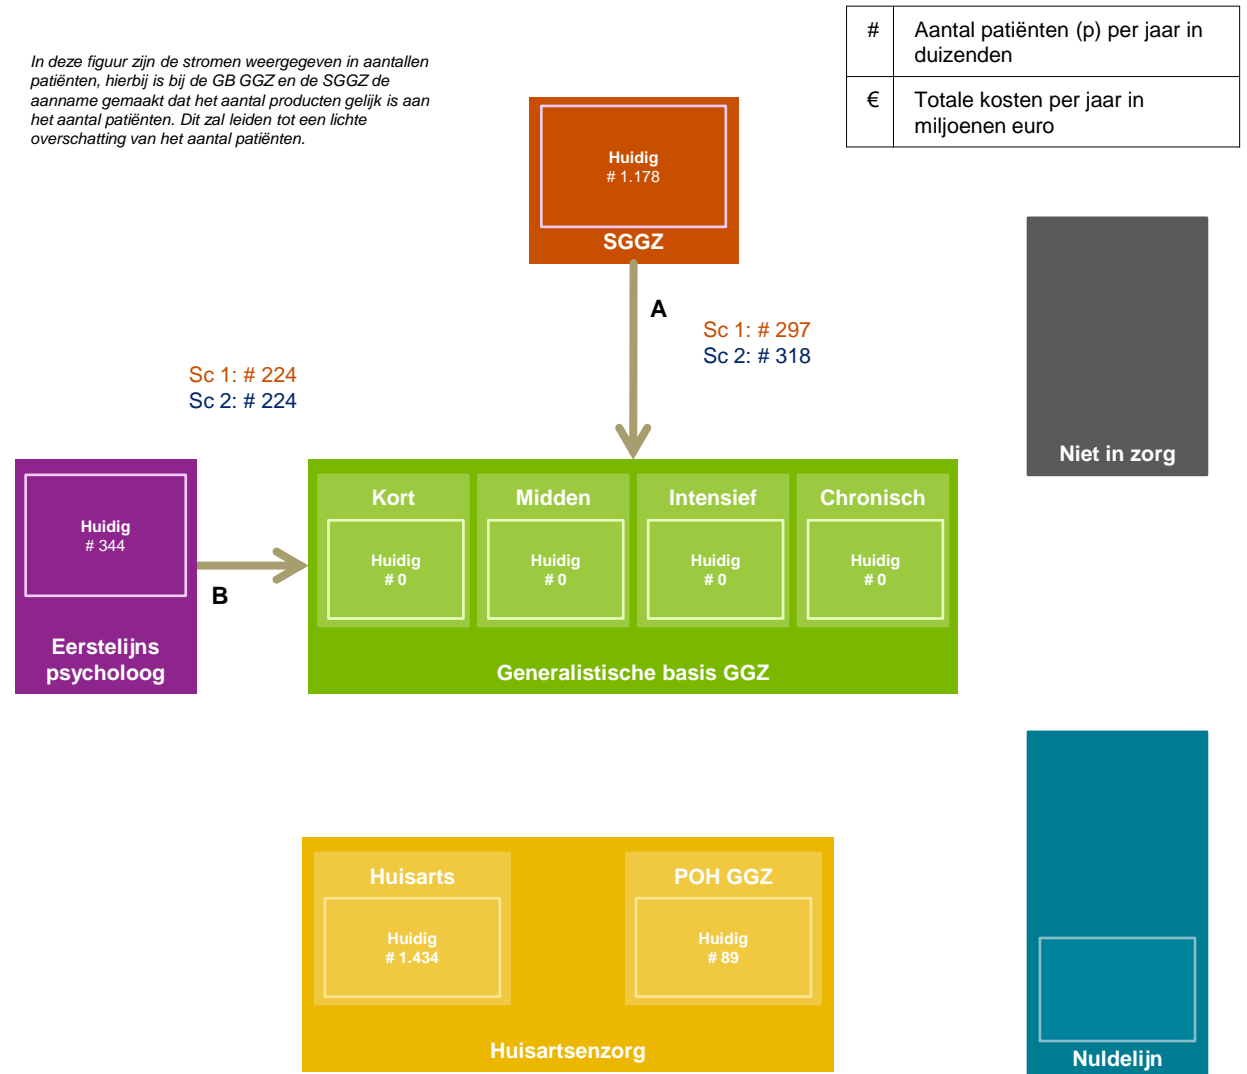 In deze figuur zijn de stromen weergegeven in aantallen
patiënten, hierbij is bij de GB GGZ en de SGGZ de
aanname gemaakt dat het aantal producten gelijk is aan
het aantal patiënten. Dit zal leiden tot een lichte
overschatting van het aantal patiënten.
# Aantal patiënten (p) per jaar in
duizenden
€ Totale kosten per jaar in
miljoenen euro
Huidig
# 1.178
SGGZ
A
Sc 1: # 297
Sc 2: # 318
Sc 1: # 224
Sc 2: # 224
Niet in zorg
Huidig
# 344
B
Eerstelijns
psycholoog
Kort
Huidig
# 0
Midden
Huidig
# 0
Intensief
Huidig
# 0
Chronisch
Huidig
# 0
Generalistische basis GGZ
Huisarts
Huidig
# 1.434
POH GGZ
Huidig
# 89
Huisartsenzorg
Nuldelijn